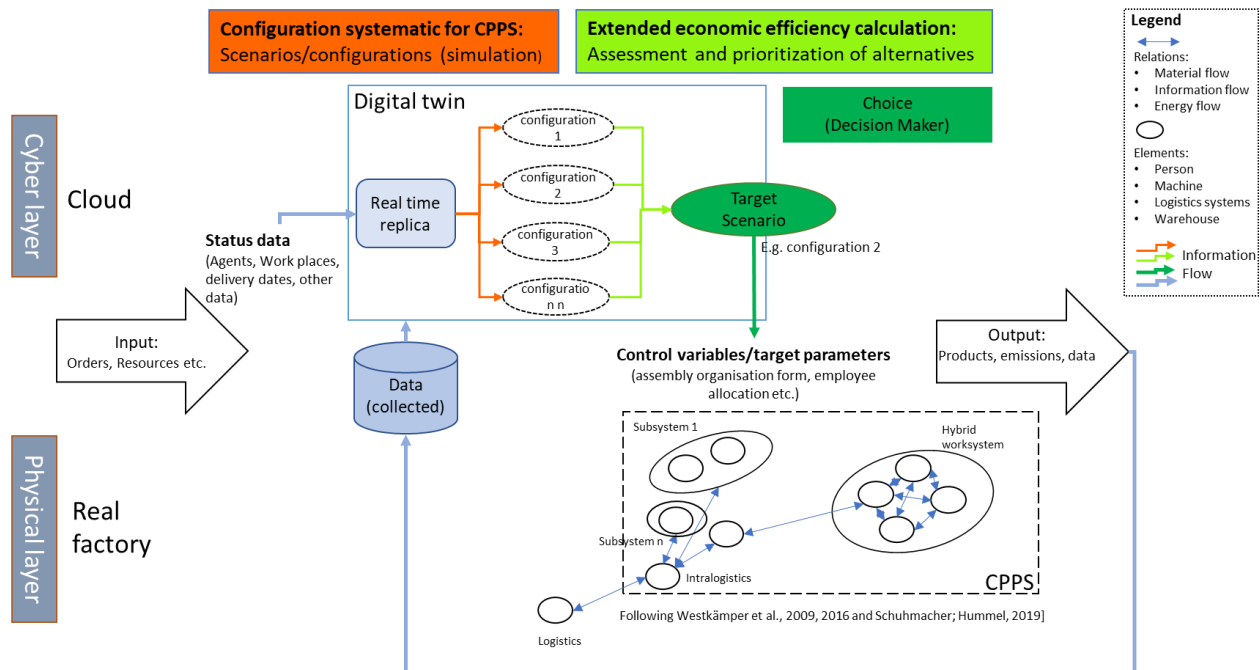 Configuration systematic for CPPS:
Scenarios/configurations (simulation)
Extended economic efficiency calculation:
Assessment and prioritization of alternatives
Legend
Relations:
• Material flow
• Information flow
• Energy flow
Elements:
• Person
• Machine
• Logistics systems
• Warehouse
Information
Flow
Cyber layer
Cloud
Digital twin
Choice
(Decision Maker)
configuration
1
configuration
2
configuration
3
configuratio
n n
Real time
replica
Target
Scenario
E.g. configuration 2
Status data
(Agents, Work places,
delivery dates, other
data)
Input:
Orders, Resources etc.
Data
(collected)
Control variables/target parameters
(assembly organisation form, employee
allocation etc.)
Output:
Products, emissions, data
Physical layer
Real
factory
Subsystem 1
Hybrid
worksystem
Subsystem n
Intralogistics
CPPS
Logistics
Following Westkämper et al., 2009, 2016 and Schuhmacher; Hummel, 2019]